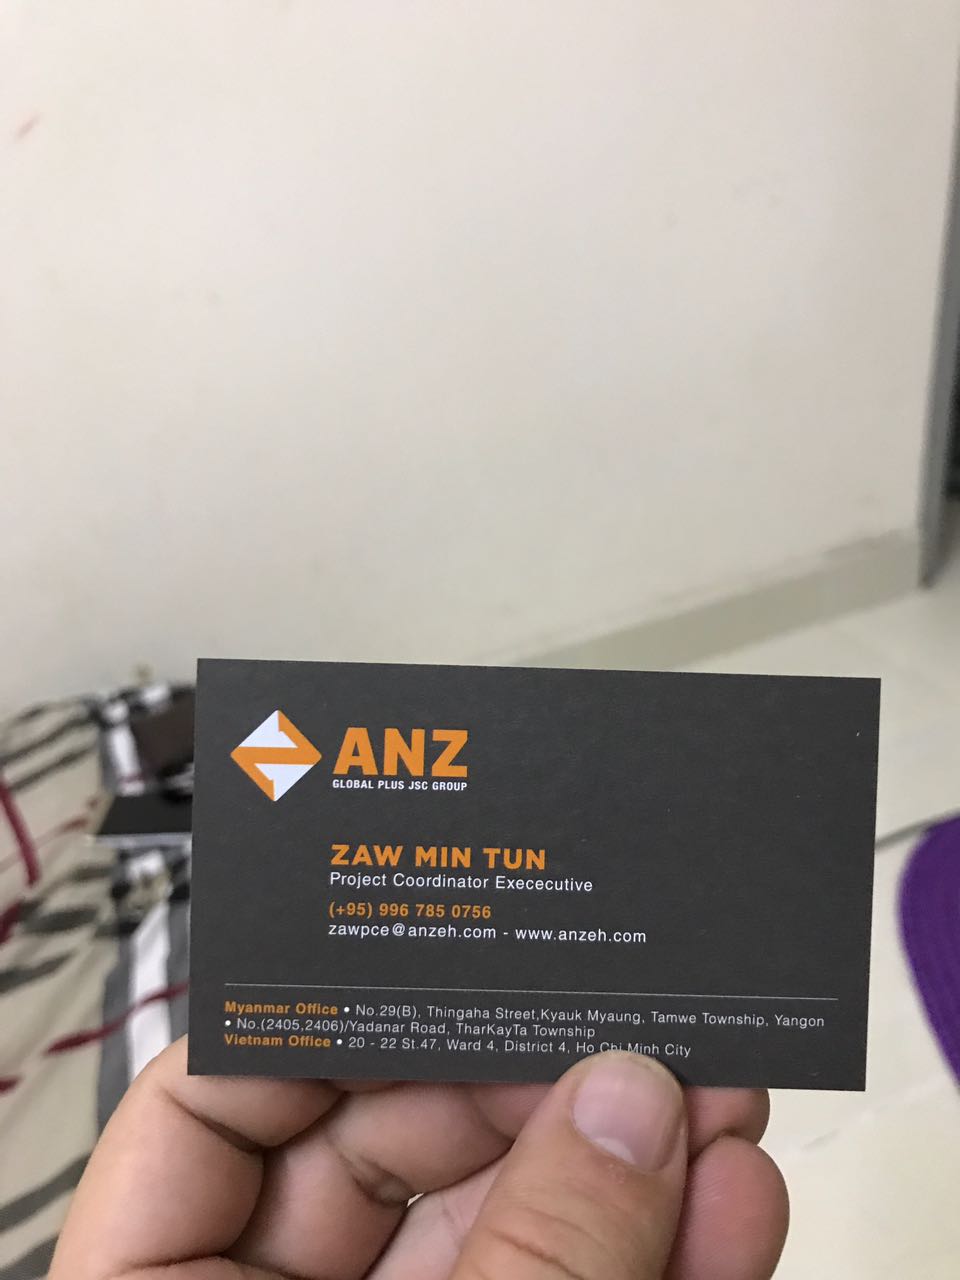 ANZ
GLOBAL PLUS JSC GROUP
ZAW MIN TUN
Project Coordinator Exececutive
(+95) 996 785 0756
zawpce@anzeh.com - www.anzeh.com
Myanmar Office • No.29(B), Thingaha Street,Kyauk Myaung, Tamwe Township, Yangon
• No.(2405,2406)/Yadanar Road, TharKayTa Township
Vietnam Office • 20 - 22 St.47, Ward 4, District 4, Ho Chi Minh City